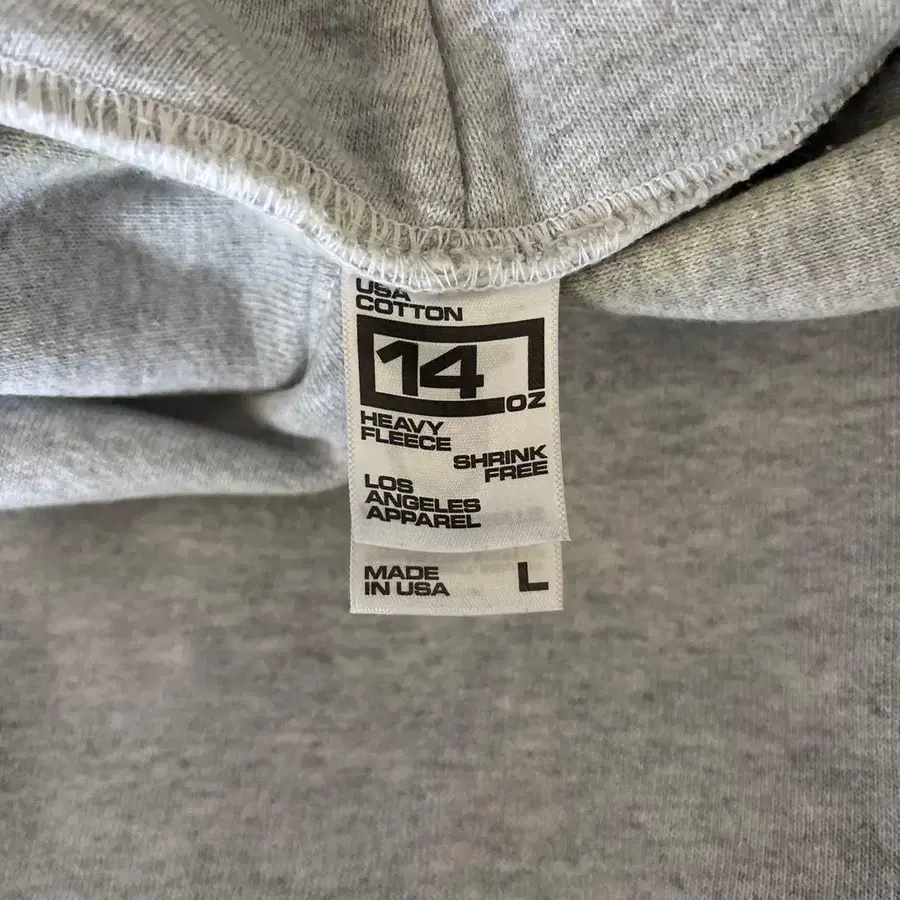 USA
COTTON
14
OZ
HEAVY
FLEECE
SHRINK
FREE
LOS
ANGELES
APPAREL
MADE
IN USA
L